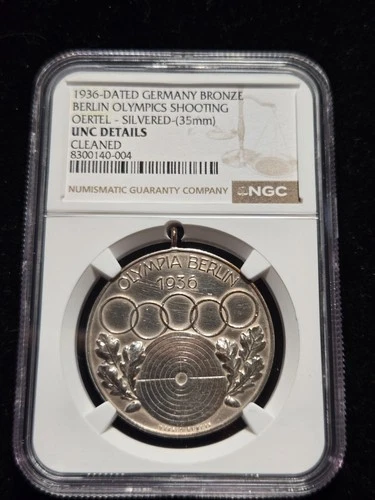 1936-DATED GERMANY BRONZE
BERLIN OLYMPICS SHOOTING
OERTEL - SILVERED-(35mm)
UNC DETAILS
CLEANED
8300140-004
NUMISMATIC GUARANTY COMPANY
NGC
OLYMPIA BERLIN
1936